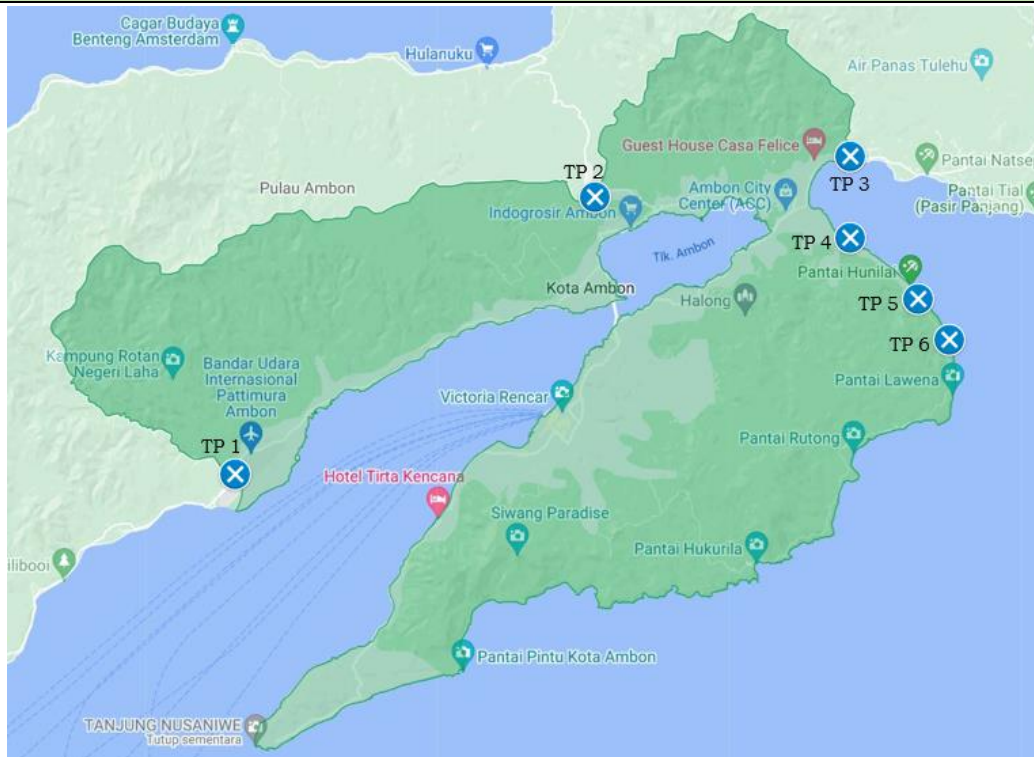 Cagar Budaya
Benteng Amsterdam
Hulanuku
Air Panas Tulehu
Guest House Casa Felice
TP 2
TP 3
Pantai Natse
Pulau Ambon
Indogrosir Ambon
Ambon City
Center (ACC)
Pantai Tial
(Pasir Panjang)
TP 4
Tlk. Ambon
Pantai Hunilai
Kota Ambon
Halong
TP 5
TP 6
Kampung Rotan
Negeri Laha
Bandar Udara
Internasional
Pattimura
Ambon
Pantai Lawena
Victoria Rencar
TP 1
Pantai Rutong
Hotel Tirta Kencana
Siwang Paradise
Pantai Hukurila
ilibooi
Pantai Pintu Kota Ambon
TANJUNG NUSANIWE
Tutup sementara